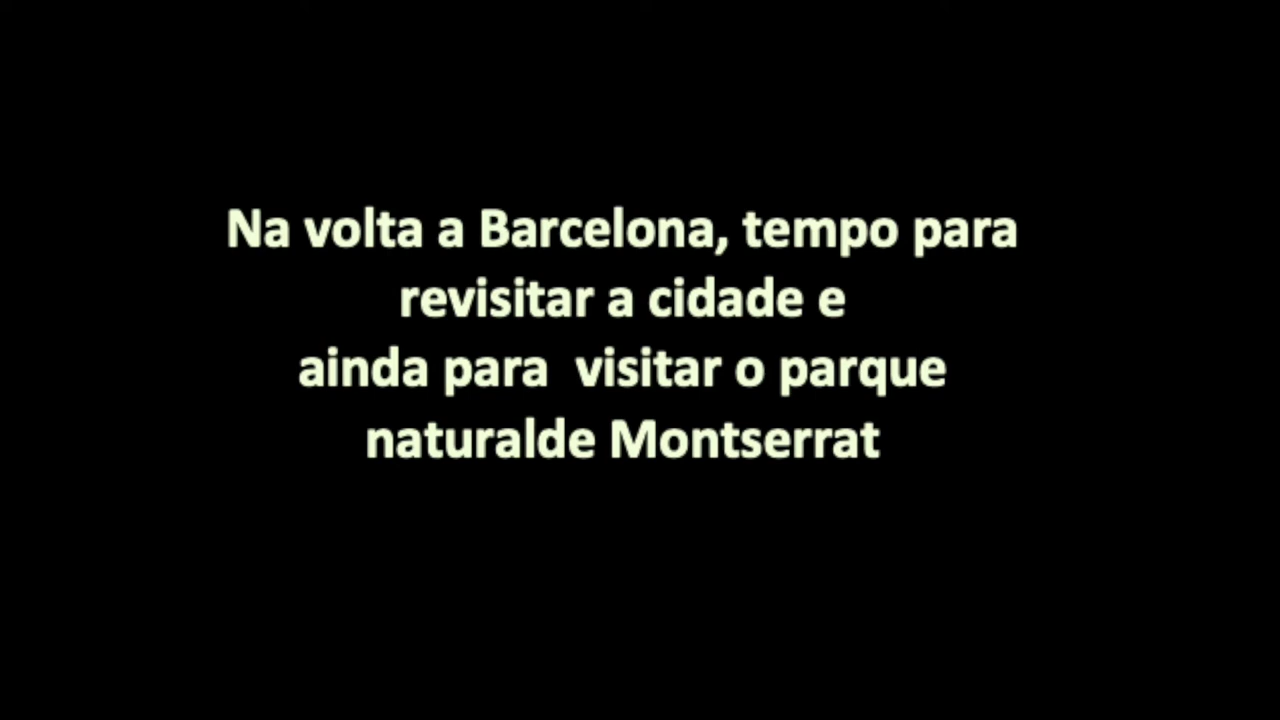 Na volta a Barcelona, tempo para
revisitar a cidade e
ainda para  visitar o parque
naturalde Montserrat